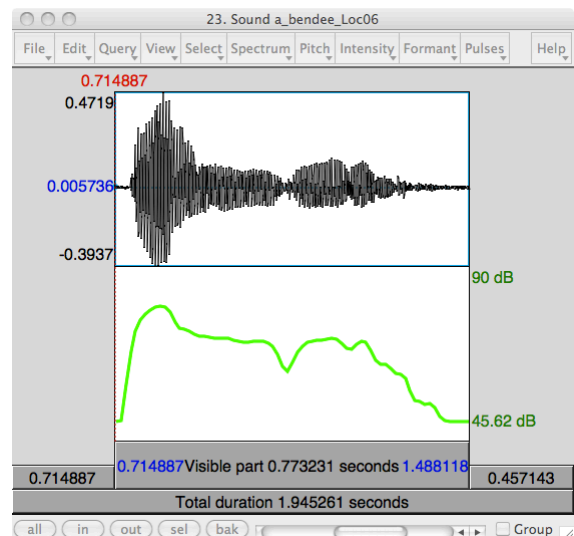 23. Sound a_bendee_Loc06
File Edit Query View Select Spectrum Pitch Intensity Formant Pulses Help
0.714887
0.4719
0.005736
-0.3937
90 dB
45.62 dB
0.714887 0.714887 Visible part 0.773231 seconds 1.488118 0.457143
Total duration 1.945261 seconds
all in out sel bak Group